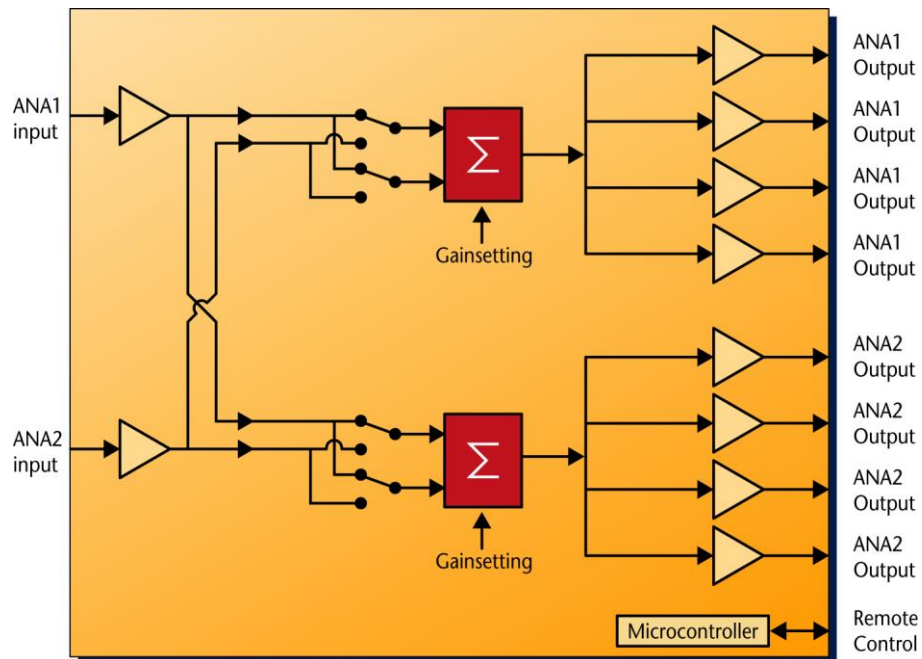 ANA1
input
ANA2
input
Σ
Gainsetting
Σ
Gainsetting
ANA1
Output
ANA1
Output
ANA1
Output
ANA1
Output
ANA2
Output
ANA2
Output
ANA2
Output
ANA2
Output
Microcontroller
Remote
Control